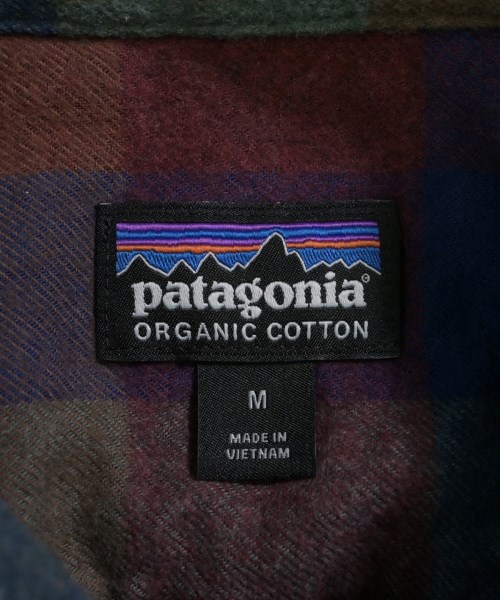 patagonia®
ORGANIC COTTON
M
MADE IN
VIETNAM